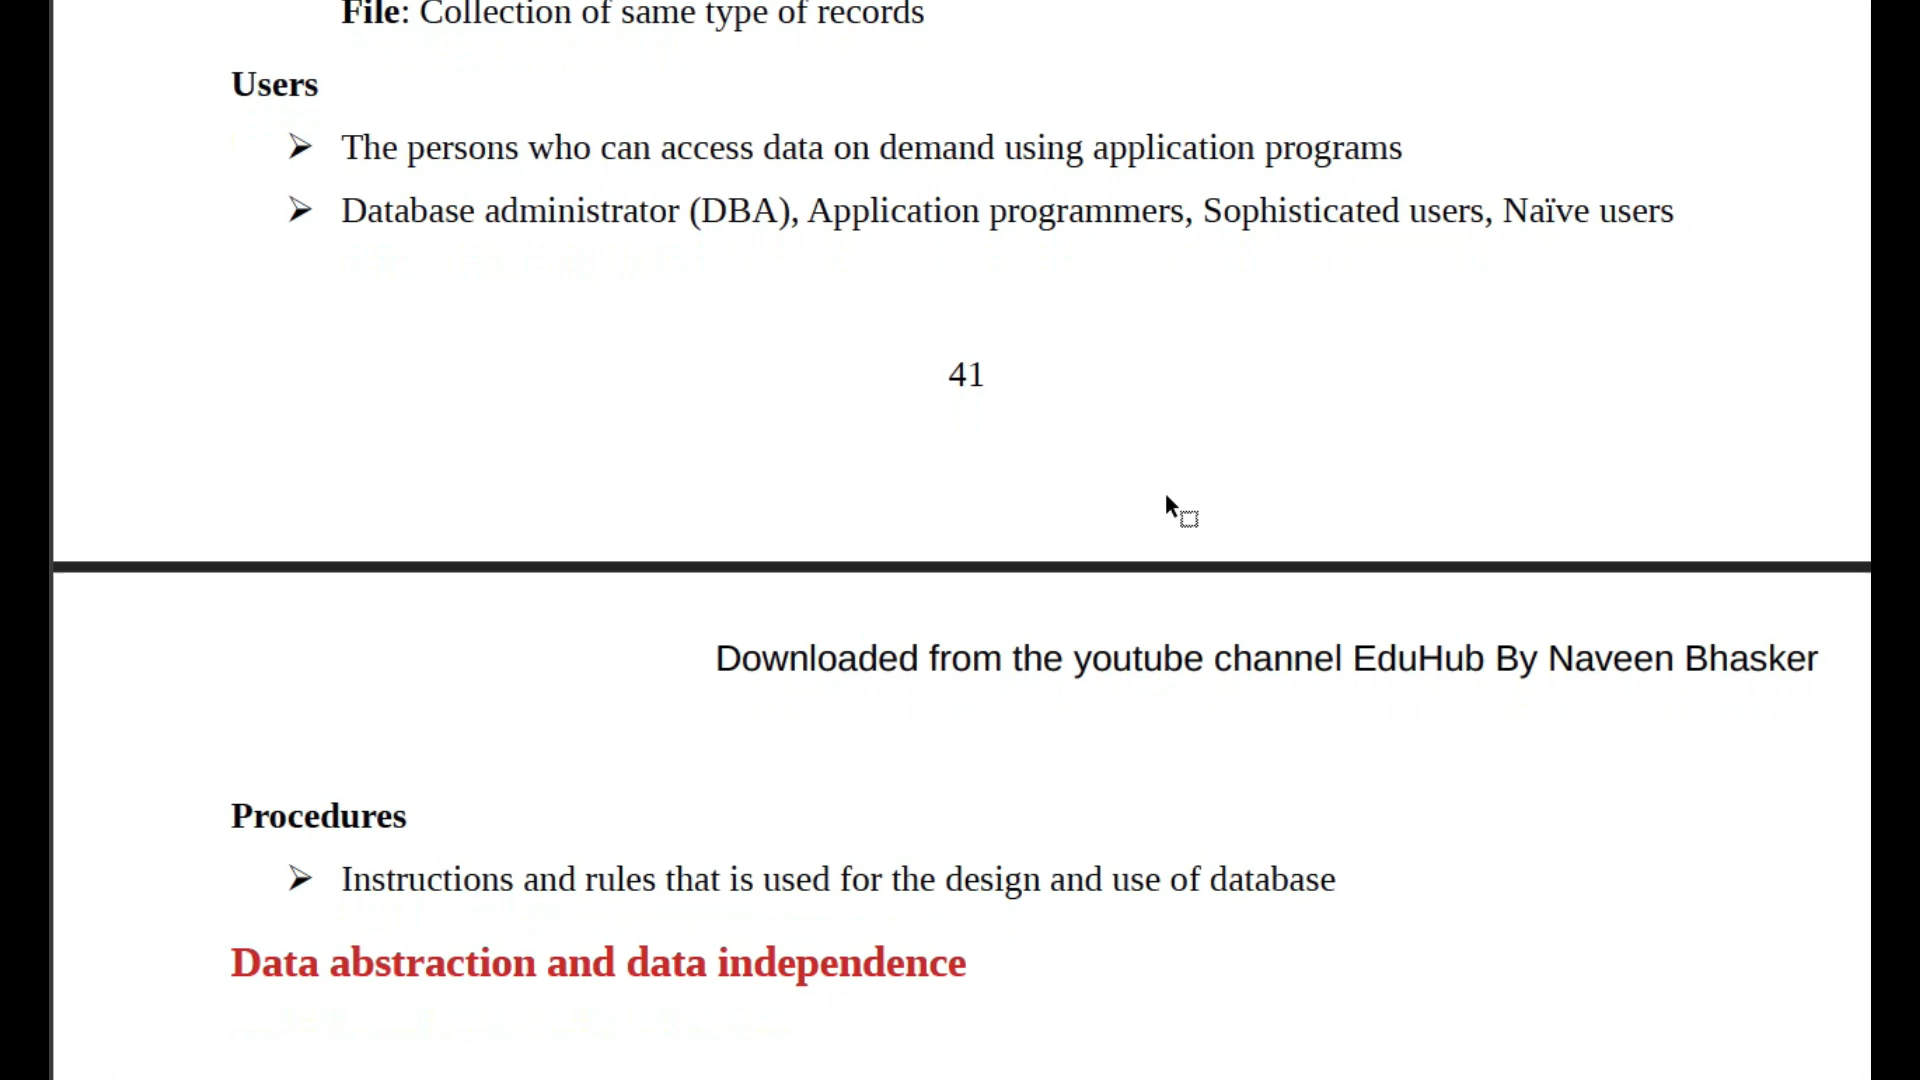 File: Collection of same type of records
Users
➢ The persons who can access data on demand using application programs
➢ Database administrator (DBA), Application programmers, Sophisticated users, Naïve users
41
Downloaded from the youtube channel EduHub By Naveen Bhasker
Procedures
➢ Instructions and rules that is used for the design and use of database
Data abstraction and data independence